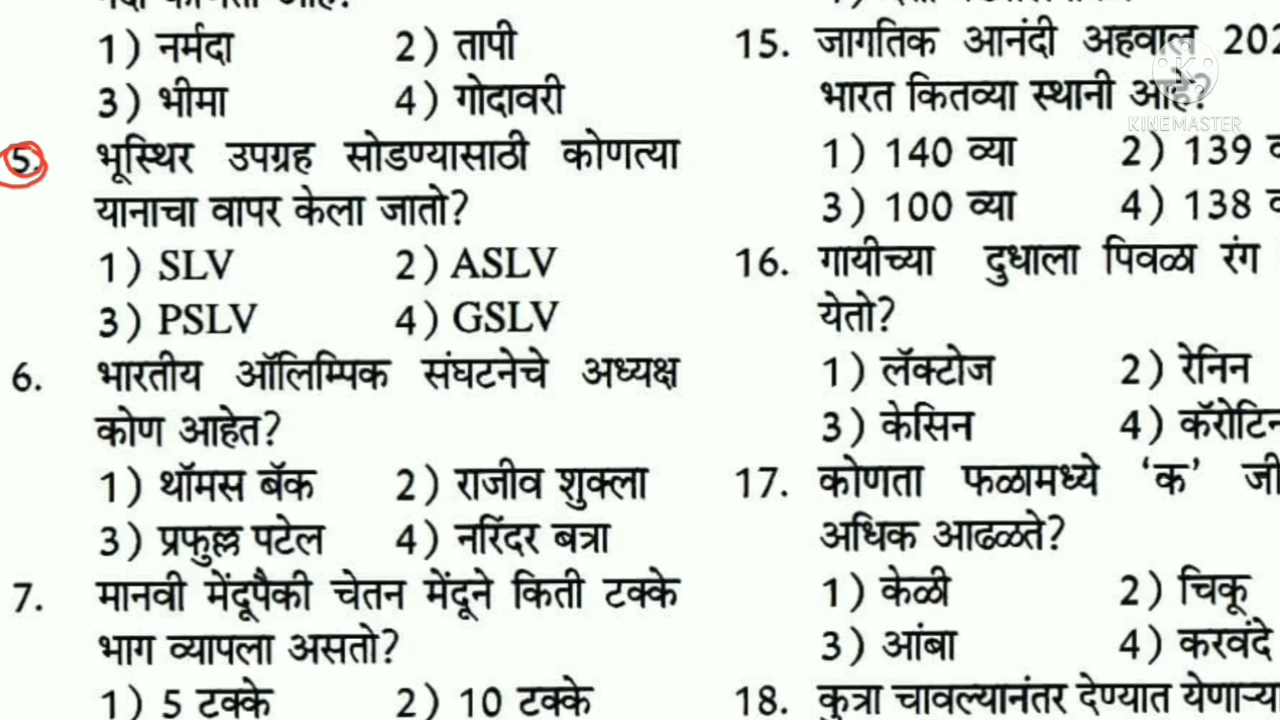 1) नर्मदा 2) तापी
3) भीमा 4) गोदावरी
5. भूस्थिर उपग्रह सोडण्यासाठी कोणत्या
यानाचा वापर केला जातो?
1) SLV 2) ASLV
3) PSLV 4) GSLV
6. भारतीय ऑलिम्पिक संघटनेचे अध्यक्ष
कोण आहेत?
1) थॉमस बॅक 2) राजीव शुक्ला
3) प्रफुल्ल पटेल 4) नरिंदर बत्रा
7. मानवी मेंदूपैकी चेतन मेंदूने किती टक्के
भाग व्यापला असतो?
1) 5 टक्के 2) 10 टक्के
15. जागतिक आनंदी अहवाल 202
भारत कितव्या स्थानी आहे?
1) 140 व्या 2) 139 व
3) 100 व्या 4) 138 व
16. गायीच्या दुधाला पिवळा रंग
येतो?
1) लॅक्टोज 2) रेनिन
3) केसिन 4) कॅरोटिन
17. कोणता फळामध्ये ‘क’ जी
अधिक आढळते?
1) केळी 2) चिकू
3) आंबा 4) करवंदे
18. कुत्रा चावल्यानंतर देण्यात येणाऱ्या
KINEMASTER